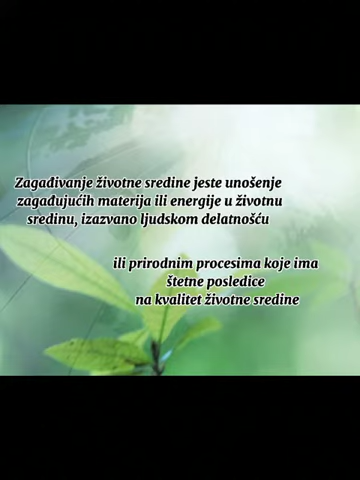 Zagađivanje životne sredine jeste unošenje
zagađujućih materija ili energije u životnu
sredinu, izazvano ljudskom delatnošću
ili prirodnim procesima koje ima
štetne posledice
na kvalitet životne sredine